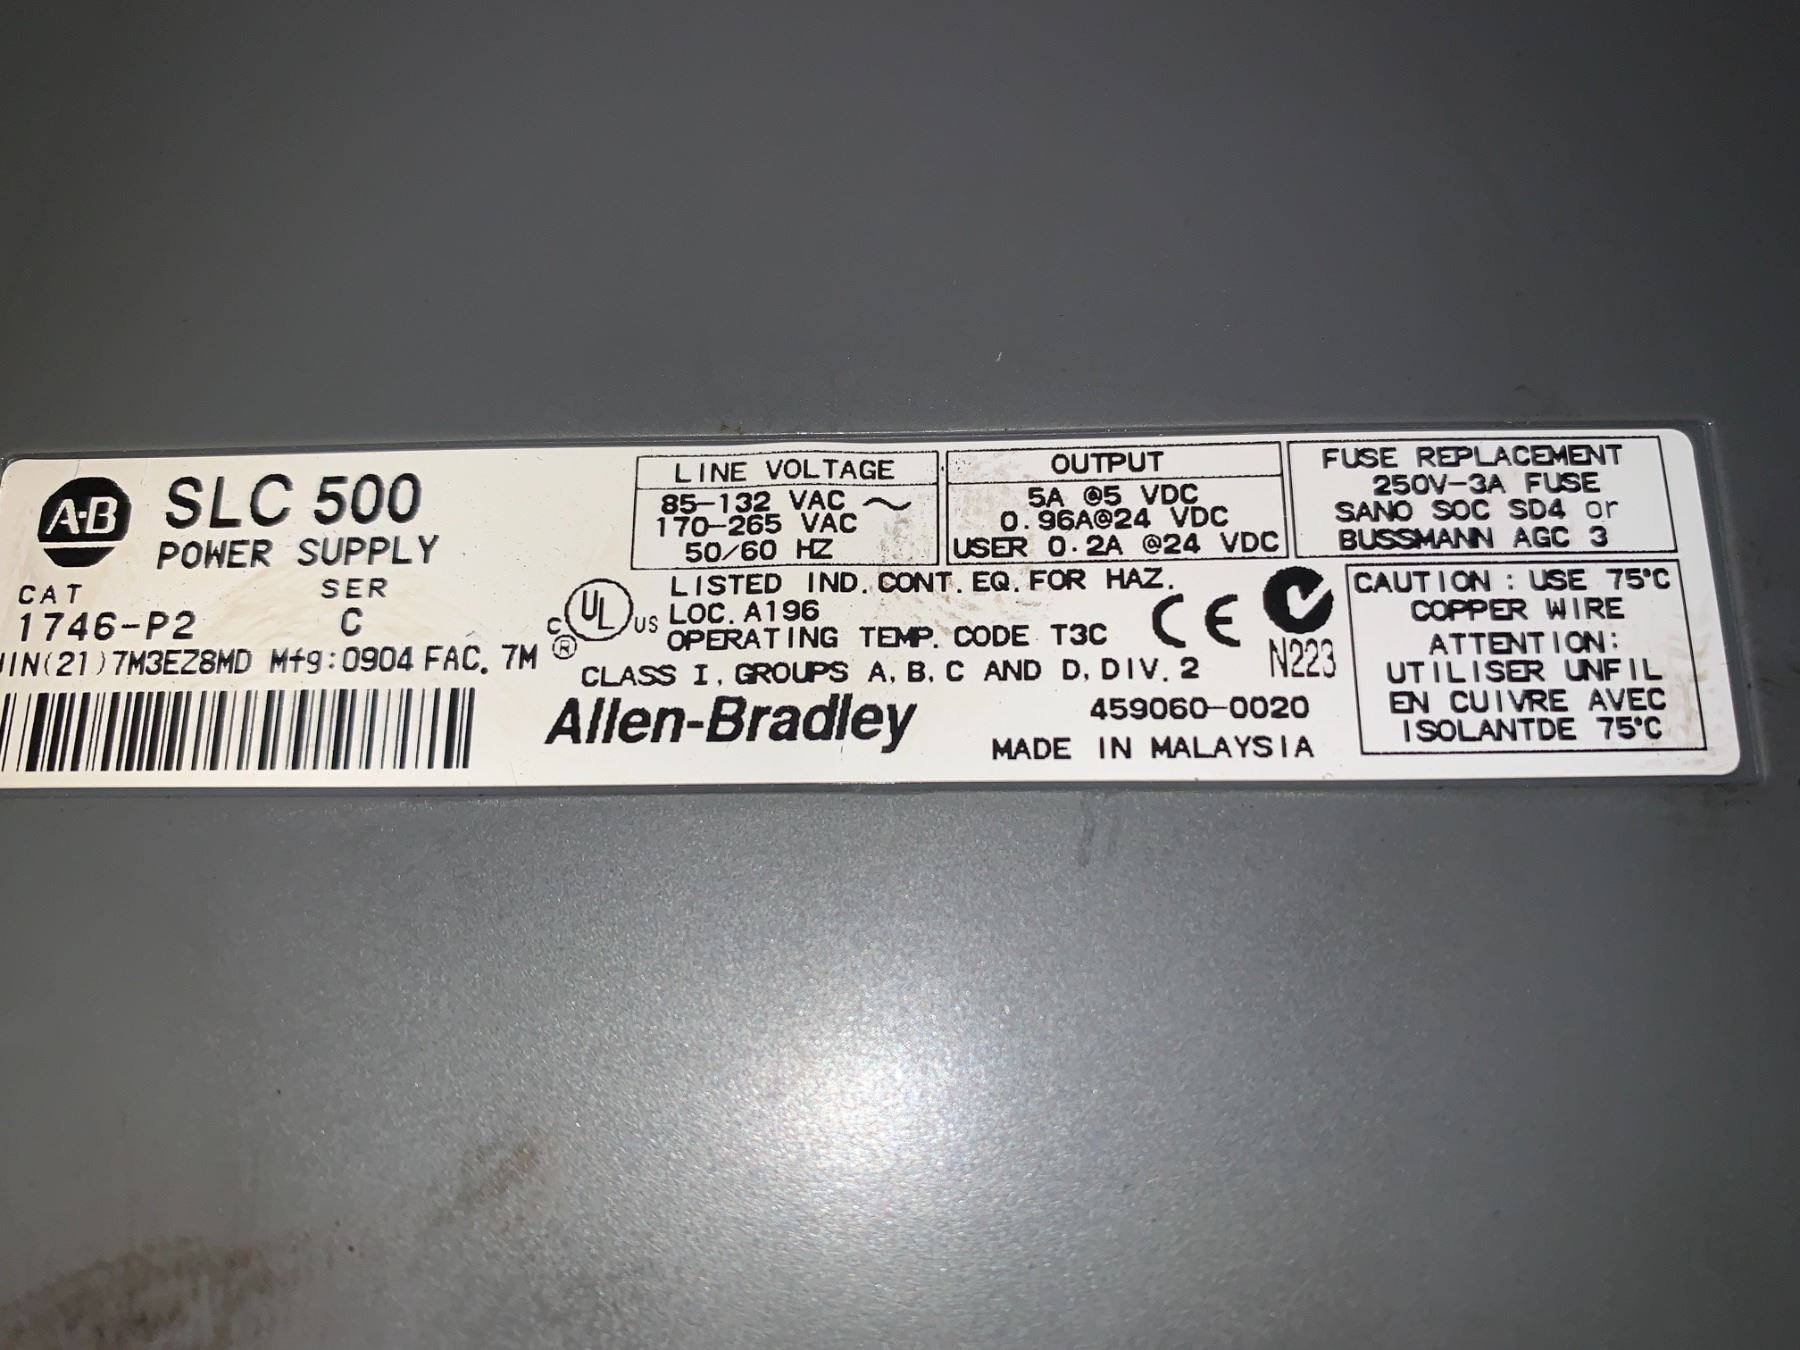 A-B
SLC 500
POWER SUPPLY
CAT
SER
1746-P2
C
IN(21)7M3EZ8MD Mfg:0904 FAC. 7M
LINE VOLTAGE
85-132 VAC ~
170-265 VAC
50/60 HZ
OUTPUT
5A @5 VDC
0.96A@24 VDC
USER 0.2A @24 VDC
FUSE REPLACEMENT
250V-3A FUSE
SANO SOC SD4 or
BUSSMANN AGC 3
C UL US ®
LISTED IND. CONT. EQ. FOR HAZ.
LOC. A196
OPERATING TEMP. CODE T3C
CLASS I, GROUPS A, B, C AND D, DIV. 2
CE
N223
Allen-Bradley
459060-0020
MADE IN MALAYSIA
CAUTION : USE 75°C
COPPER WIRE
ATTENTION:
UTILISER UNFIL
EN CUIVRE AVEC
ISOLANTDE 75°C